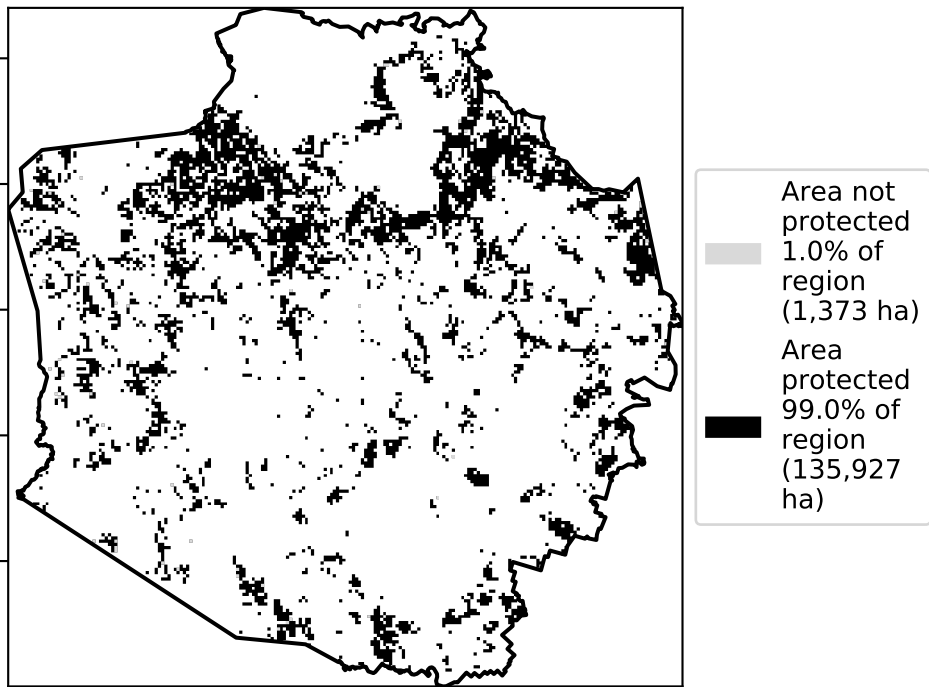 Area not
protected
1.0% of
region
(1,373 ha)
Area
protected
99.0% of
region
(135,927
ha)